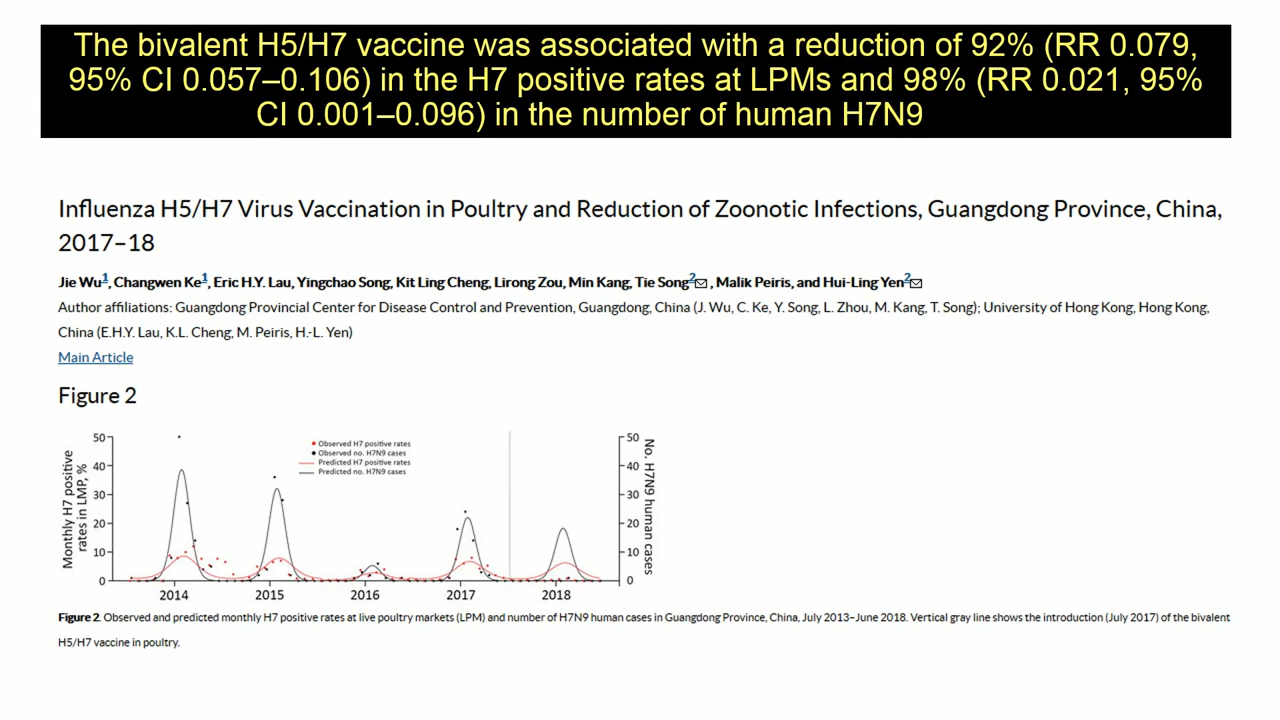 The bivalent H5/H7 vaccine was associated with a reduction of 92% (RR 0.079,
95% CI 0.057–0.106) in the H7 positive rates at LPMs and 98% (RR 0.021, 95%
CI 0.001–0.096) in the number of human H7N9
Influenza H5/H7 Virus Vaccination in Poultry and Reduction of Zoonotic Infections, Guangdong Province, China,
2017–18
Jie Wu1, Changwen Ke1, Eric H.Y. Lau, Yingchao Song, Kit Ling Cheng, Lirong Zou, Min Kang, Tie Song2, Malik Peiris, and Hui-Ling Yen2
Author affiliations: Guangdong Provincial Center for Disease Control and Prevention, Guangdong, China (J. Wu, C. Ke, Y. Song, L. Zhou, M. Kang, T. Song); University of Hong Kong, Hong Kong,
China (E.H.Y. Lau, K.L. Cheng, M. Peiris, H.-L. Yen)
Main Article
Figure 2
Monthly H7 positive
rates in LMP, %
50
40
30
20
10
0
Observed H7 positive rates
Observed no. H7N9 cases
Predicted H7 positive rates
Predicted no. H7N9 cases
50
40
30
20
10
0
No. H7N9 human cases
2014 2015 2016 2017 2018
Figure 2. Observed and predicted monthly H7 positive rates at live poultry markets (LPM) and number of H7N9 human cases in Guangdong Province, China, July 2013–June 2018. Vertical gray line shows the introduction (July 2017) of the bivalent
H5/H7 vaccine in poultry.